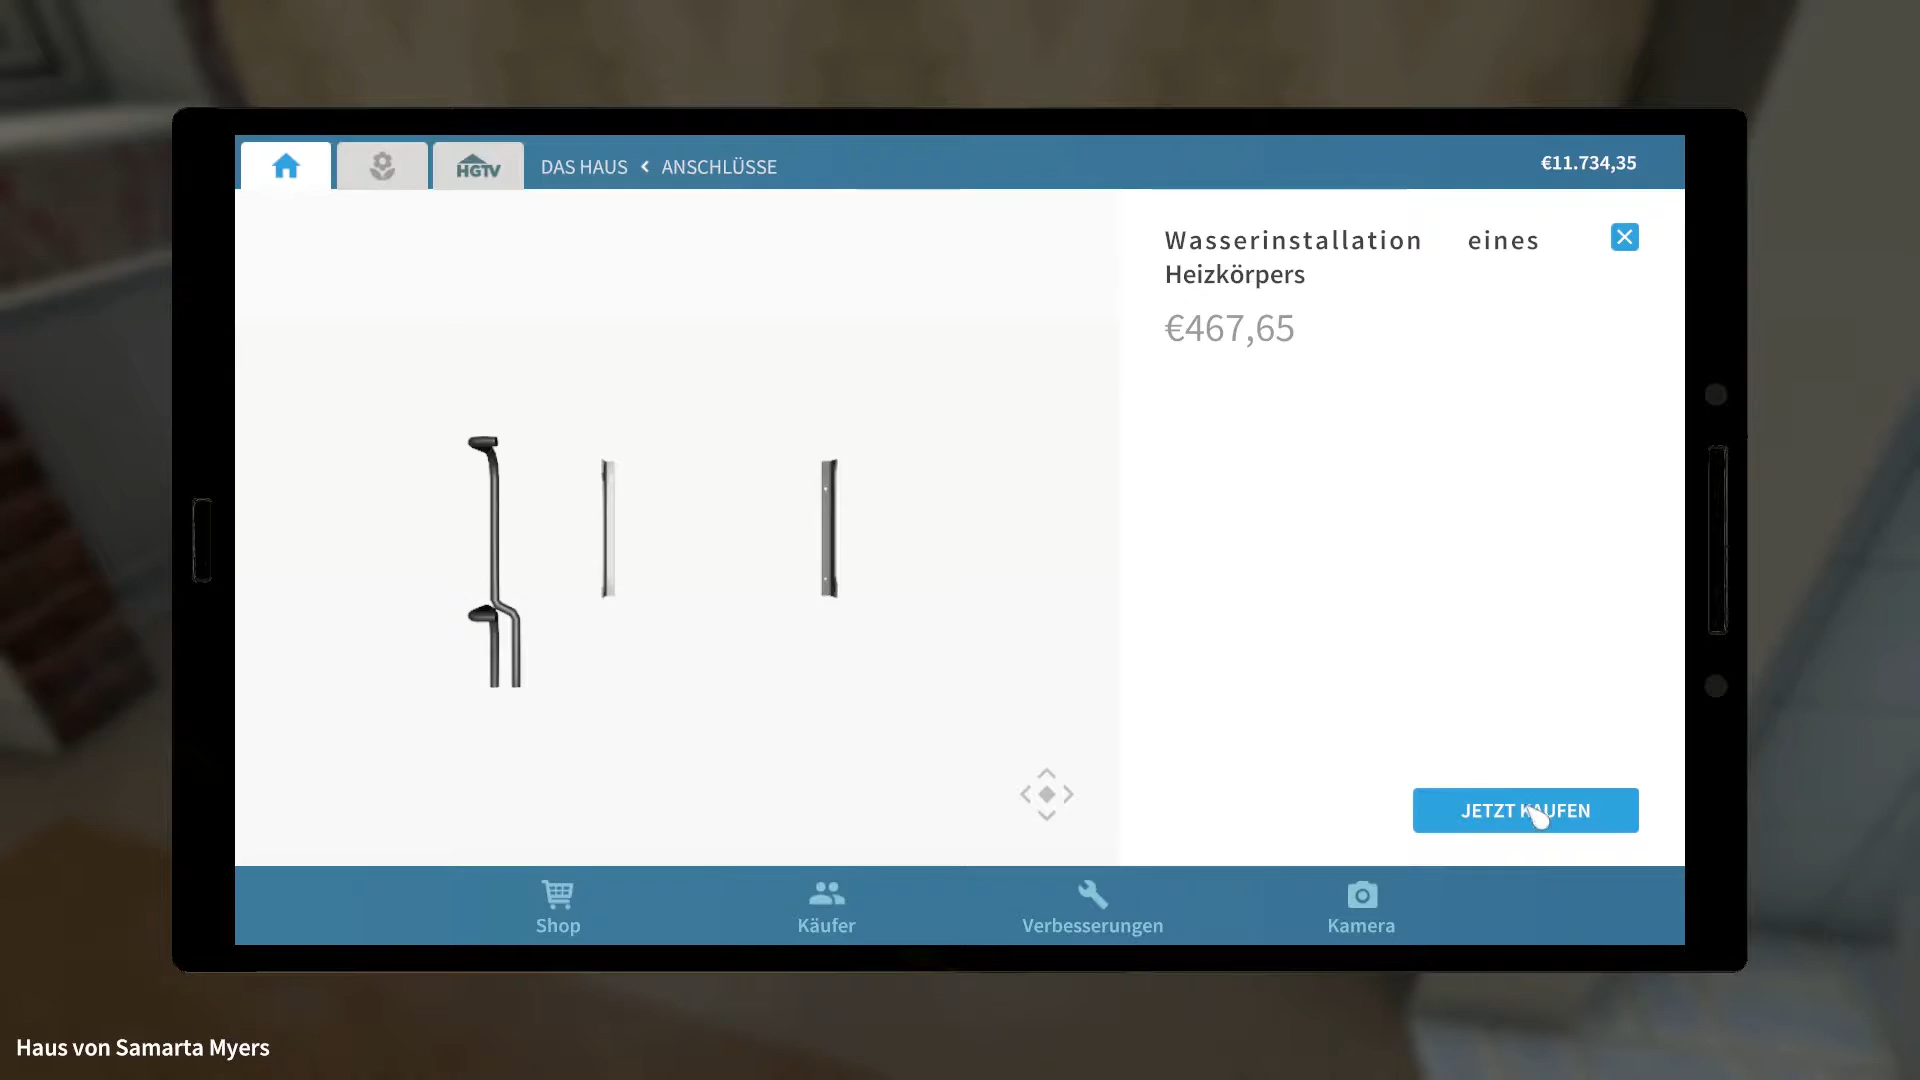 HGTV
DAS HAUS < ANSCHLÜSSE
€11.734,35
Wasserinstallation eines
Heizkörpers
€467,65
JETZT KAUFEN
Shop
Käufer
Verbesserungen
Kamera
Haus von Samarta Myers